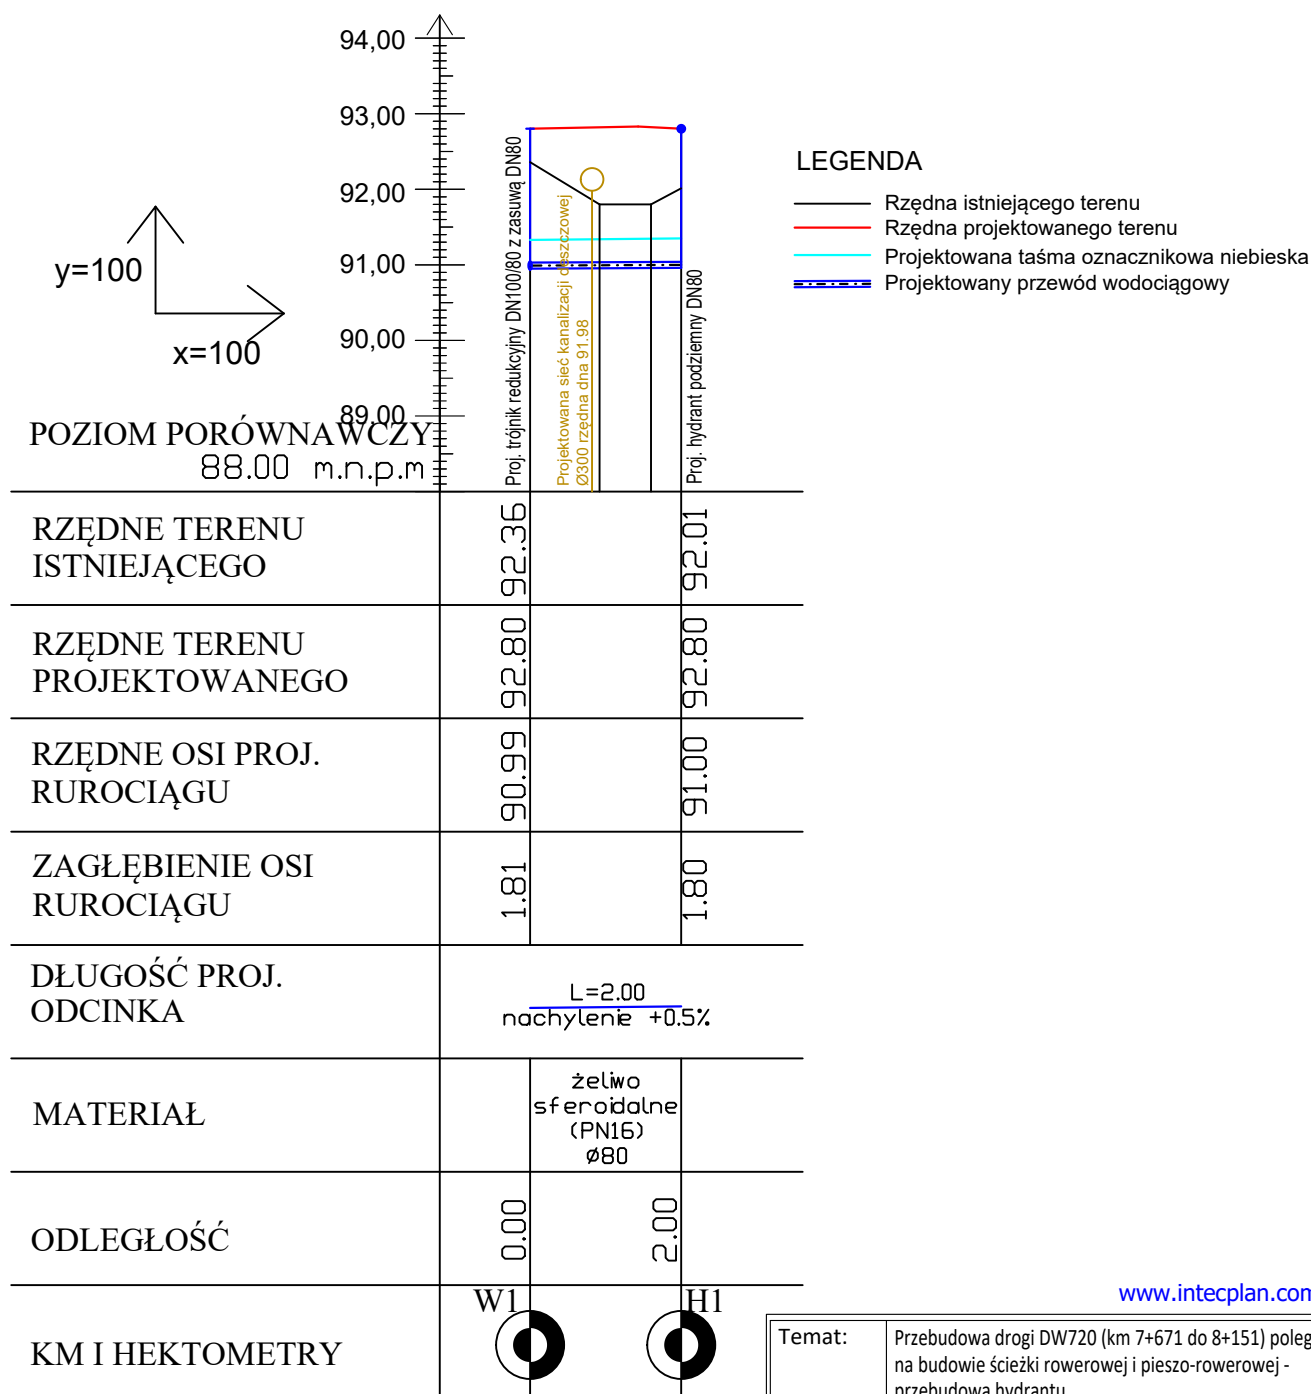 94,00
93,00
92,00
91,00
90,00
89,00
y=100
x=100
POZIOM PORÓWNAWCZY
88.00 m.n.p.m
Proj. trójnik redukcyjny DN100/80 z zasuwą DN80
Projektowana sieć kanalizacji deszczowej
Ø300 rzędna dna 91.98
Proj. hydrant podziemny DN80
LEGENDA
Rzędna istniejącego terenu
Rzędna projektowanego terenu
Projektowana taśma oznacznikowa niebieska
Projektowany przewód wodociągowy
RZĘDNE TERENU
ISTNIEJĄCEGO
92.36
92.01
RZĘDNE TERENU
PROJEKTOWANEGO
92.80
92.80
RZĘDNE OSI PROJ.
RUROCIĄGU
90.99
91.00
ZAGŁĘBIENIE OSI
RUROCIĄGU
1.81
1.80
DŁUGOŚĆ PROJ.
ODCINKA
L=2.00
nachylenie +0.5%
MATERIAŁ
żeliwo
sferoidalne
(PN16)
Ø80
ODLEGŁOŚĆ
0.00
2.00
KM I HEKTOMETRY
W1
H1
www.intecplan.com
Temat:
Przebudowa drogi DW720 (km 7+671 do 8+151) poleg
na budowie ścieżki rowerowej i pieszo-rowerowej -
przebudowa hydrantu